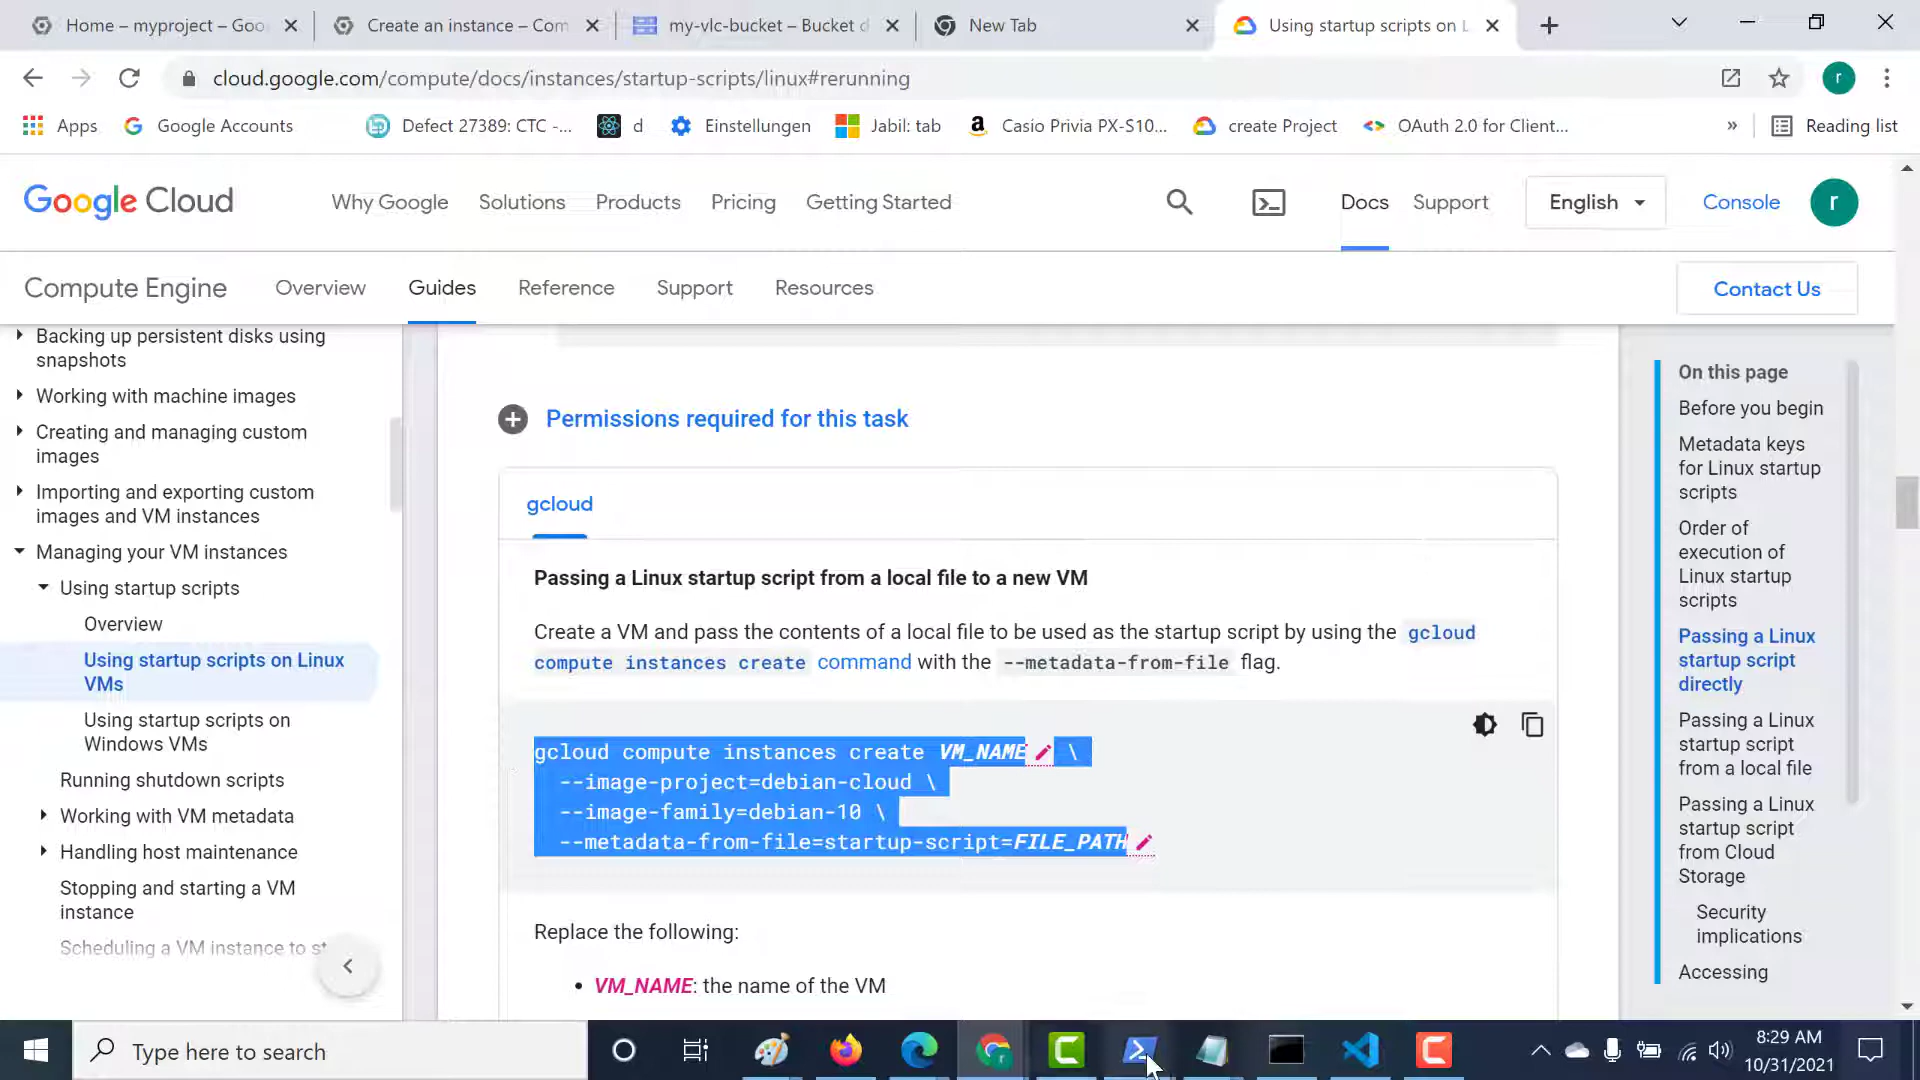 Home – myproject – Goo
Create an instance – Com
my-vlc-bucket – Bucket d
New Tab
Using startup scripts on L
cloud.google.com/compute/docs/instances/startup-scripts/linux#rerunning
r
Apps
Google Accounts
Defect 27389: CTC -...
d
Einstellungen
Jabil: tab
Casio Privia PX-S10...
create Project
OAuth 2.0 for Client...
»
Reading list
Google Cloud
Why Google
Solutions
Products
Pricing
Getting Started
Docs
Support
English
Console
r
Compute Engine
Overview
Guides
Reference
Support
Resources
Contact Us
Backing up persistent disks using
snapshots
Working with machine images
Creating and managing custom
images
Importing and exporting custom
images and VM instances
Managing your VM instances
Using startup scripts
Overview
Using startup scripts on Linux
VMs
Using startup scripts on
Windows VMs
Running shutdown scripts
Working with VM metadata
Handling host maintenance
Stopping and starting a VM
instance
Scheduling a VM instance to st
Permissions required for this task
gcloud
Passing a Linux startup script from a local file to a new VM
Create a VM and pass the contents of a local file to be used as the startup script by using the gcloud
compute instances create command with the --metadata-from-file flag.
gcloud compute instances create VM_NAME \
--image-project=debian-cloud \
--image-family=debian-10 \
--metadata-from-file=startup-script=FILE_PATH
Replace the following:
• VM_NAME: the name of the VM
On this page
Before you begin
Metadata keys
for Linux startup
scripts
Order of
execution of
Linux startup
scripts
Passing a Linux
startup script
directly
Passing a Linux
startup script
from a local file
Passing a Linux
startup script
from Cloud
Storage
Security
implications
Accessing
Type here to search
8:29 AM
10/31/2021